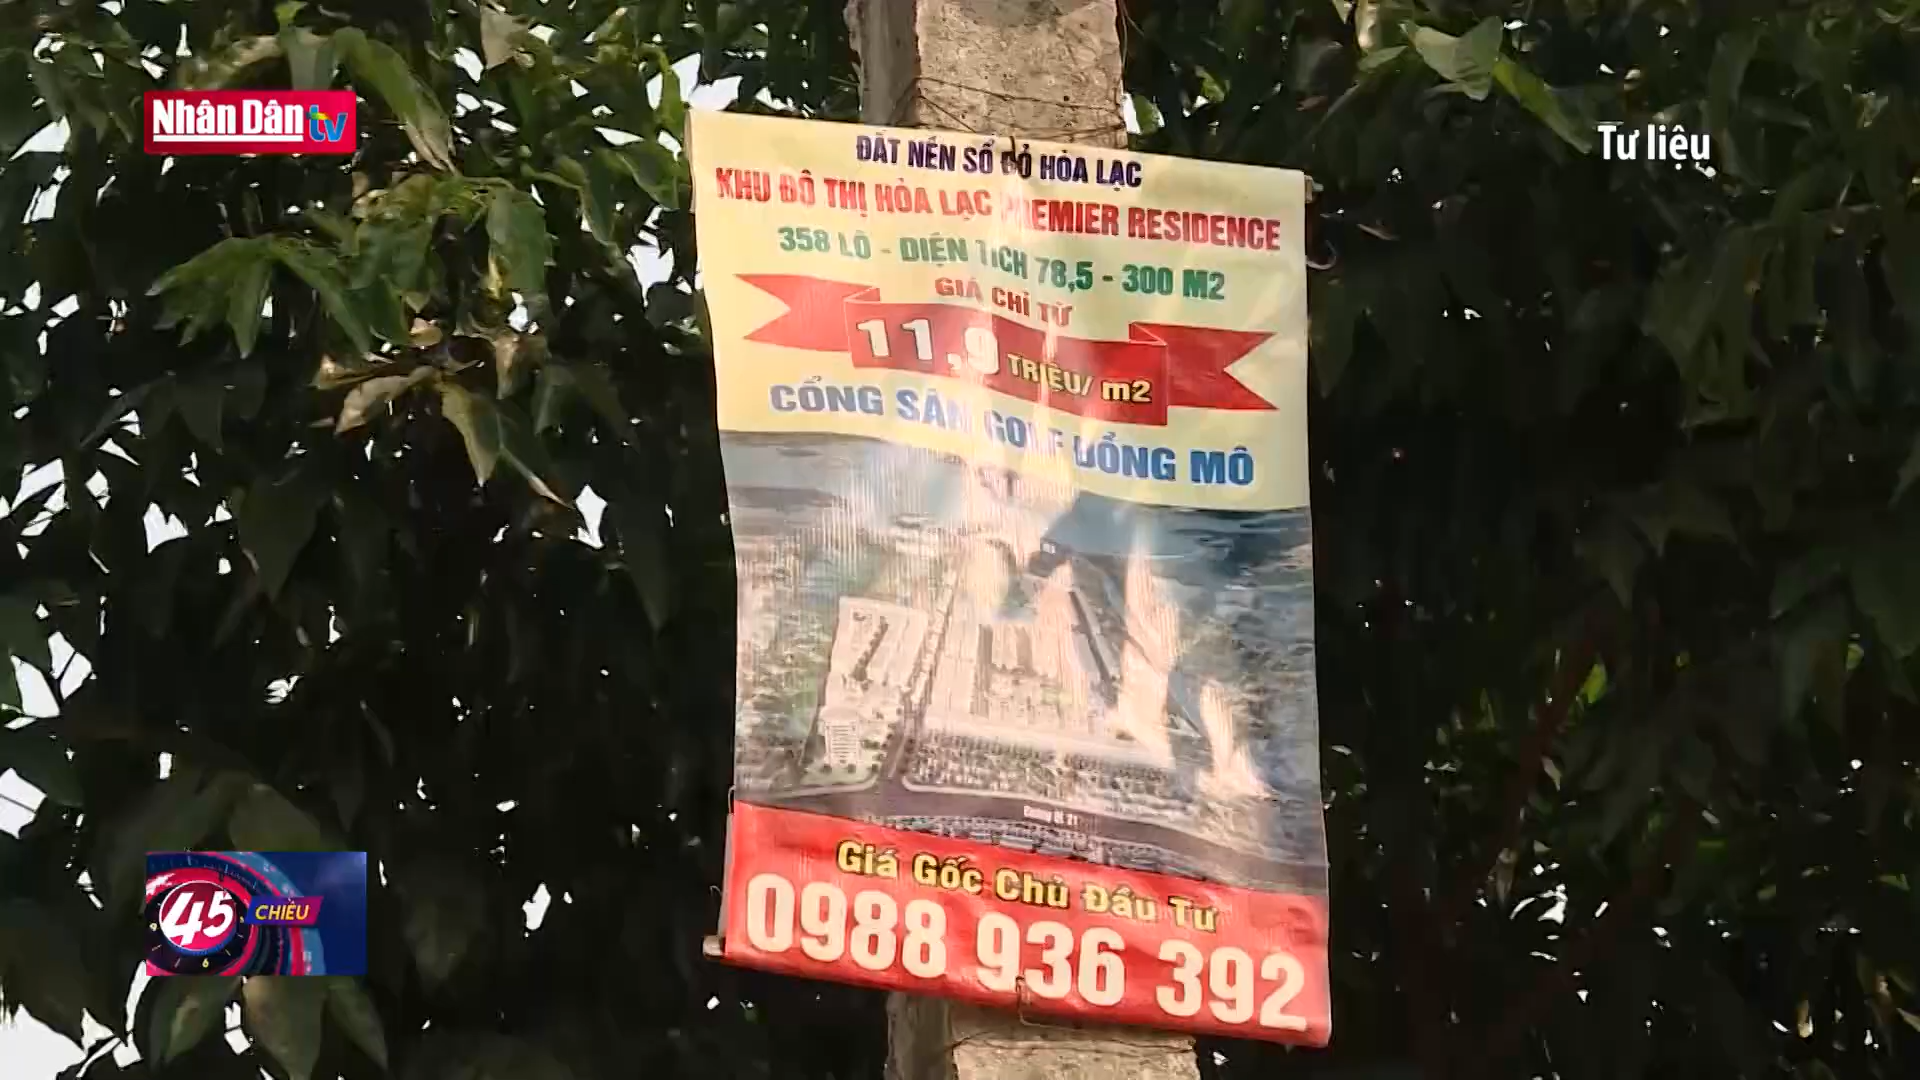 Nhân Dân tv
Tư liệu
ĐẤT NỀN SỔ ĐỎ HÒA LẠC
KHU ĐÔ THỊ HÒA LẠC PREMIER RESIDENCE
358 LÔ - DIỆN TÍCH 78,5 - 300 M2
GIÁ CHỈ TỪ
11,9 TRIỆU/ m2
CỔNG SÂN GOLF ĐỒNG MÔ
Giá Gốc Chủ Đầu Tư
0988 936 392
45 CHIỀU